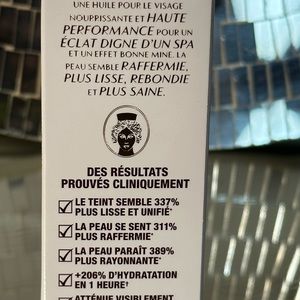 UNE HUILE POUR LE VISAGE
NOURRISSANTE ET HAUTE
PERFORMANCE POUR UN
ÉCLAT DIGNE D'UN SPA
ET UN EFFET BONNE MINE. LA
PEAU SEMBLE RAFFERMIE,
PLUS LISSE, REBONDIE
ET PLUS SAINE.
DES RÉSULTATS
PROUVÉS CLINIQUEMENT
LE TEINT SEMBLE 337%
PLUS LISSE ET UNIFIÉ*
LA PEAU SE SENT 311%
PLUS RAFFERMIE*
LA PEAU PARAÎT 389%
PLUS RAYONNANTE*
+206% D'HYDRATATION
EN 1 HEURE†
ATTÉNUE VISIBLEMENT